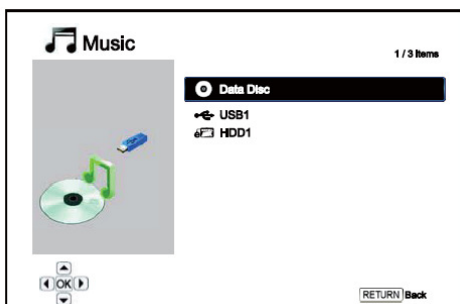 Music
1 / 3 Items
Data Disc
USB1
HDD1
OK
RETURN Back